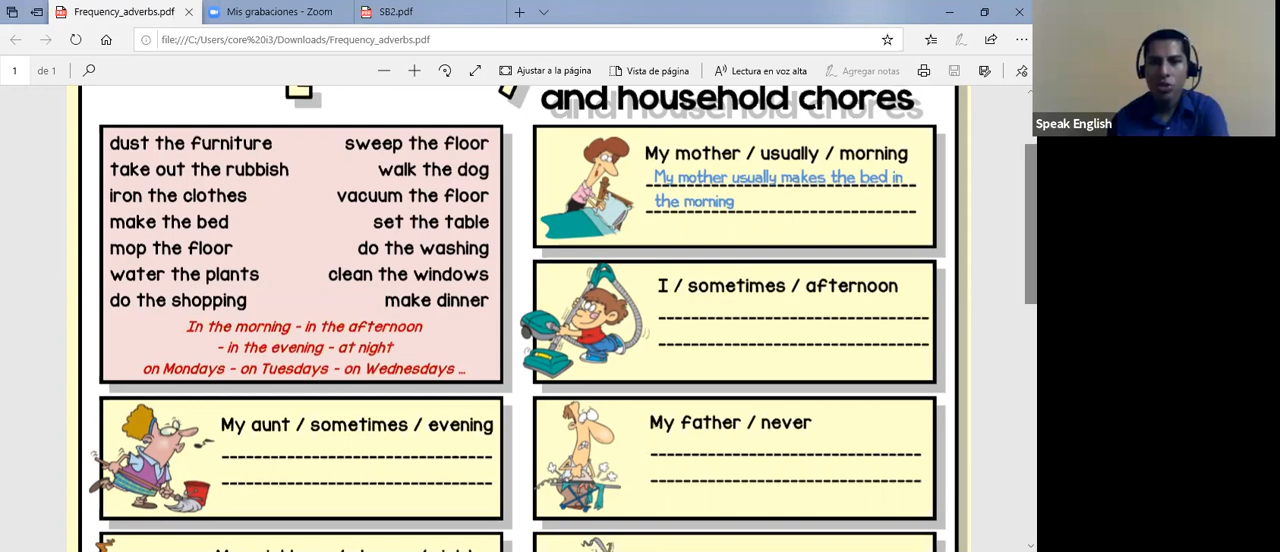 Frequency_adverbs.pdf
Mis grabaciones - Zoom
SB2.pdf
file:///C:/Users/core%20i3/Downloads/Frequency_adverbs.pdf
1 de 1
Ajustar a la página
Vista de página
Lectura en voz alta
Agregar notas
Speak English
and household chores
dust the furniture sweep the floor
take out the rubbish walk the dog
iron the clothes vacuum the floor
make the bed set the table
mop the floor do the washing
water the plants clean the windows
do the shopping make dinner
In the morning - in the afternoon
- in the evening - at night
on Mondays - on Tuesdays - on Wednesdays ...
My mother / usually / morning
My mother usually makes the bed in
the morning
I / sometimes / afternoon
My aunt / sometimes / evening
My father / never